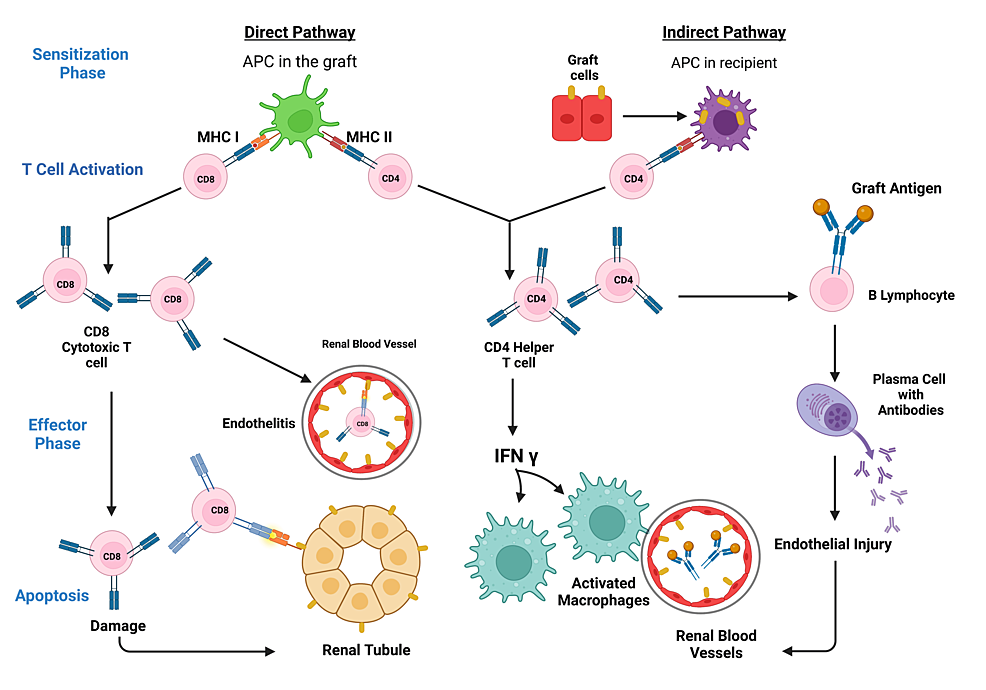 Direct Pathway
Indirect Pathway
Sensitization
Phase
APC in the graft
Graft
cells
APC in recipient
MHC I
MHC II
T Cell Activation
CD8
CD4
CD4
Graft Antigen
CD8
CD8
CD4
CD4
B Lymphocyte
CD8
Cytotoxic T
cell
CD4 Helper
T cell
Renal Blood Vessel
Plasma Cell
with
Antibodies
Endothelitis
CD8
Effector
Phase
IFN γ
CD8
CD8
Endothelial Injury
Activated
Macrophages
Apoptosis
Damage
Renal Tubule
Renal Blood
Vessels